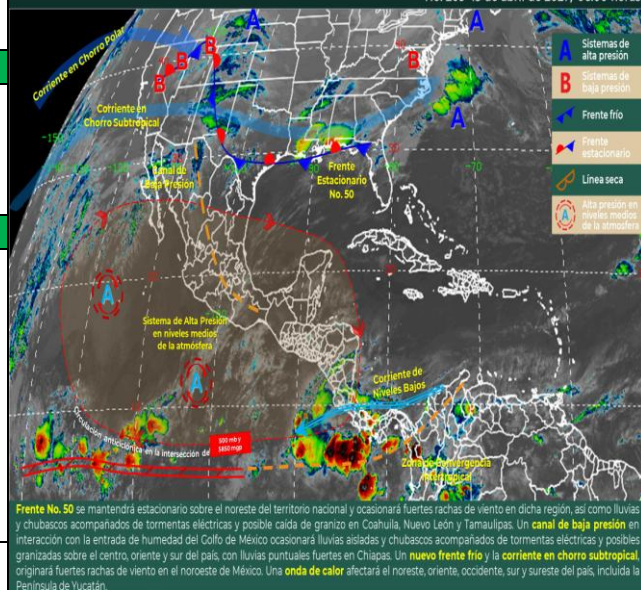 Corriente en Chorro Polar
Corriente en
Chorro Subtropical
Canal de
Baja Presión
Frente
Estacionario
No. 50
Sistema de Alta Presión
en niveles medios
de la atmósfera
Circulación anticiclónica en la intersección de
500 mb y
5850 mgp
Corriente de
Niveles Bajos
Zona de Convergencia
Intertropical
A
A
A
B
B
B
B
A
A
A
Sistemas de
alta presión
B
Sistemas de
baja presión
Frente frío
Frente
estacionario
Línea seca
A
Alta presión en
niveles medios
de la atmósfera
Frente No. 50 se mantendrá estacionario sobre el noreste del territorio nacional y ocasionará fuertes rachas de viento en dicha región, así como lluvias
y chubascos acompañados de tormentas eléctricas y posible caída de granizo en Coahuila, Nuevo León y Tamaulipas. Un canal de baja presión en
interacción con la entrada de humedad del Golfo de México ocasionará lluvias aisladas y chubascos acompañados de tormentas eléctricas y posibles
granizadas sobre el centro, oriente y sur del país, con lluvias puntuales fuertes en Chiapas. Un nuevo frente frío y la corriente en chorro subtropical,
originará fuertes rachas de viento en el noroeste de México. Una onda de calor afectará el noreste, oriente, occidente, sur y sureste del país, incluida la
Península de Yucatán.